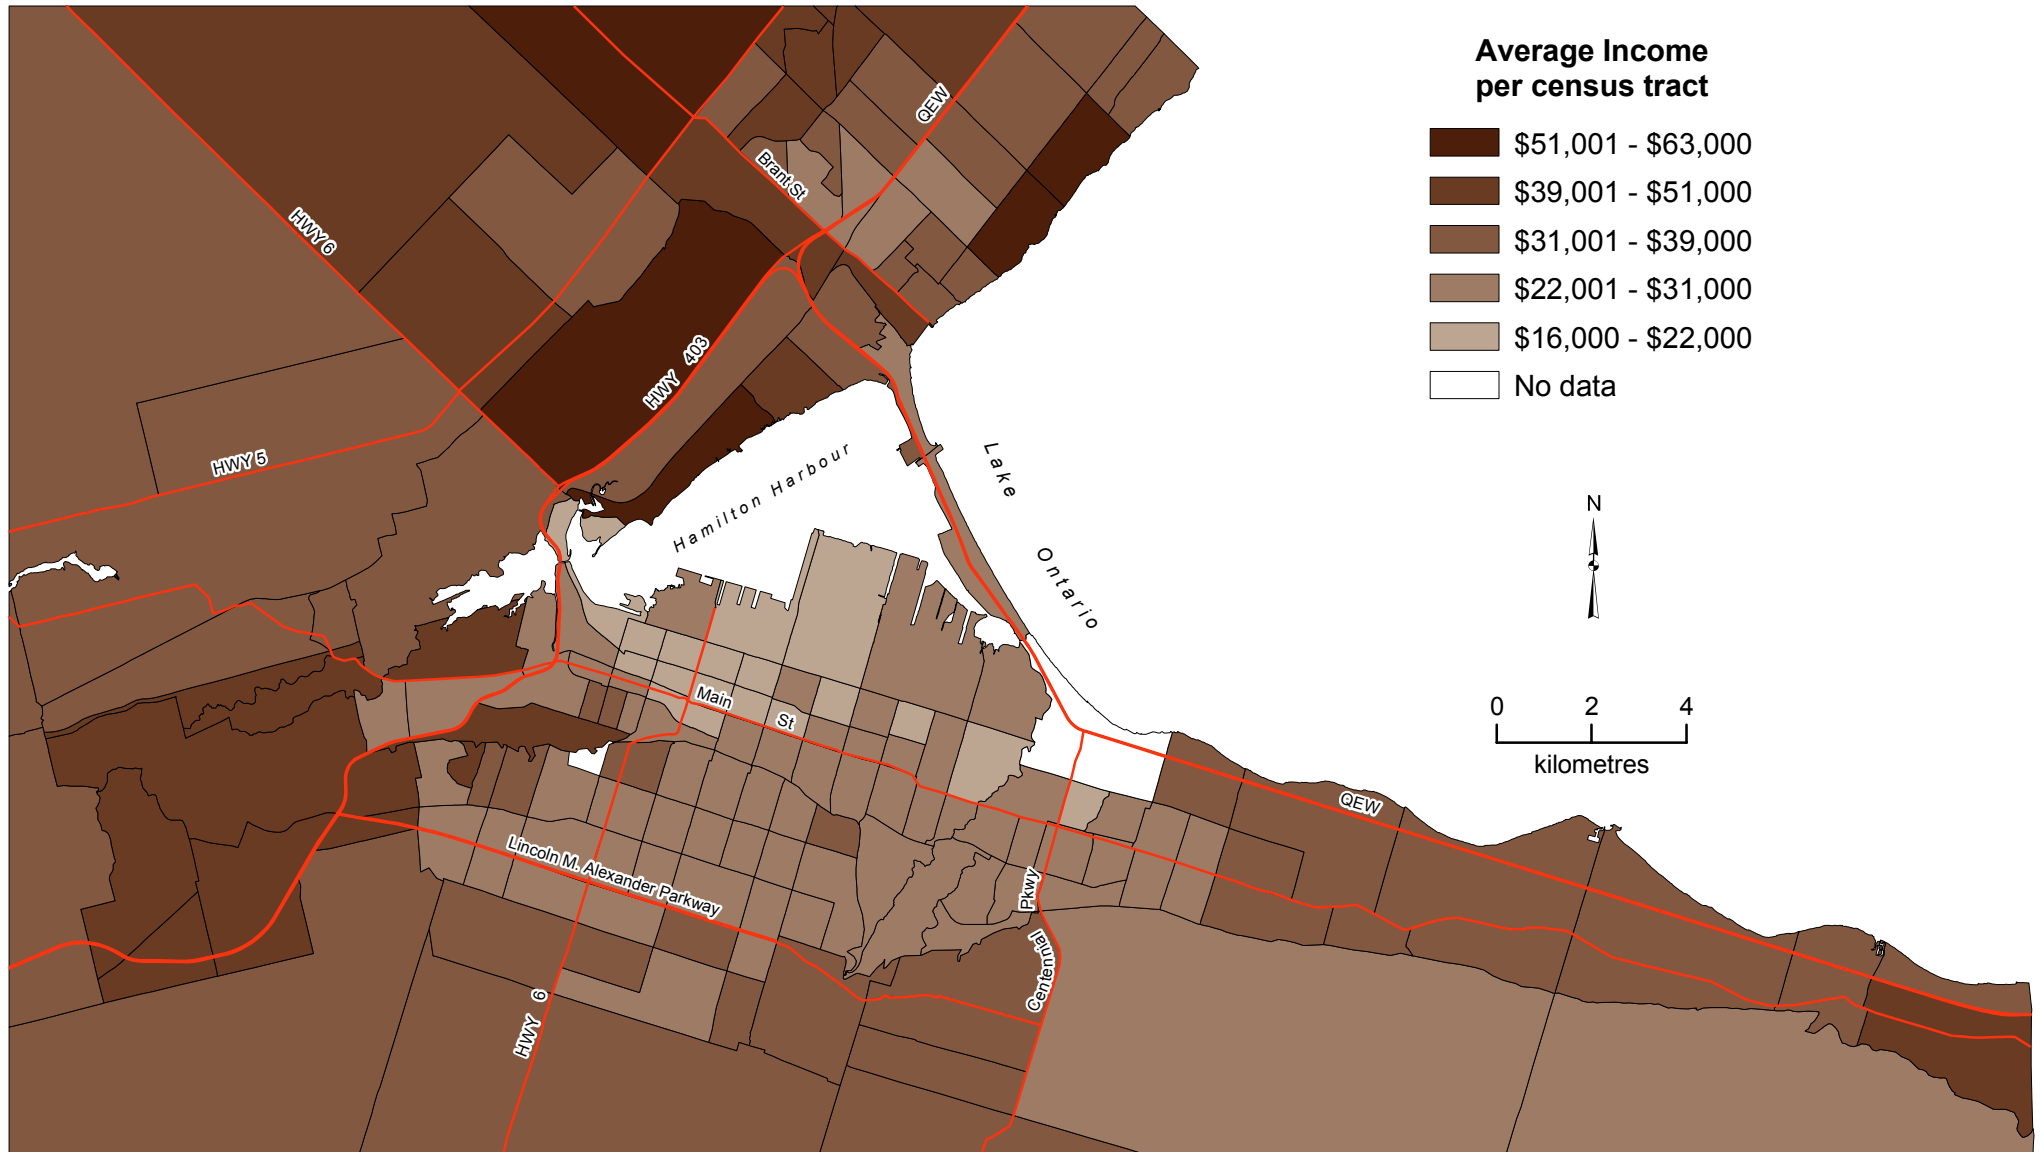 Average Income
per census tract
$51,001 - $63,000
$39,001 - $51,000
$31,001 - $39,000
$22,001 - $31,000
$16,000 - $22,000
No data
QEW
Brant St
HWY 6
HWY 403
HWY 5
Hamilton Harbour
Lake
Ontario
N
0 2 4
kilometres
Main St
QEW
Lincoln M. Alexander Parkway
Centennial Pkwy
HWY 6